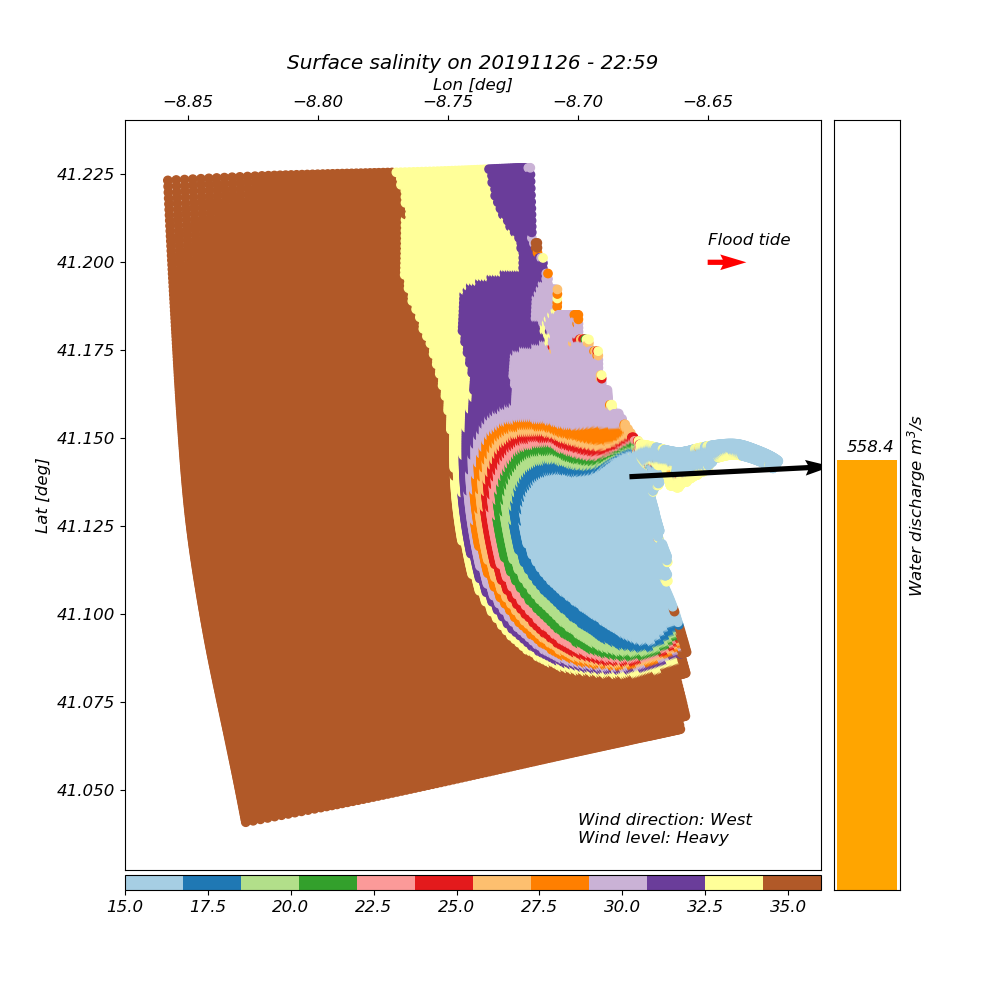 Surface salinity on 20191126 - 22:59
Lon [deg]
−8.85 −8.80 −8.75 −8.70 −8.65
41.225
41.200
41.175
41.150
41.125
41.100
41.075
41.050
Lat [deg]
Flood tide
558.4
Water discharge m³/s
Wind direction: West
Wind level: Heavy
15.0 17.5 20.0 22.5 25.0 27.5 30.0 32.5 35.0